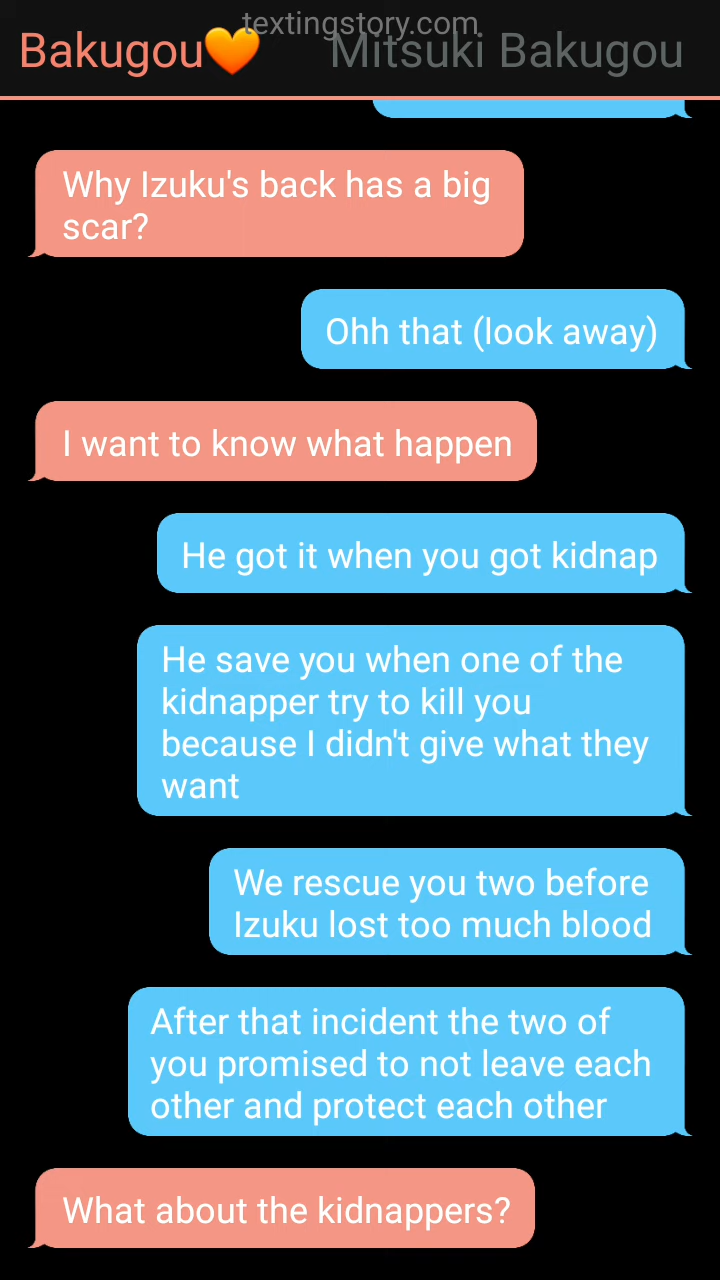 textingstory.com
Bakugou🧡 Mitsuki Bakugou
Why Izuku's back has a big
scar?
Ohh that (look away)
I want to know what happen
He got it when you got kidnap
He save you when one of the
kidnapper try to kill you
because I didn't give what they
want
We rescue you two before
Izuku lost too much blood
After that incident the two of
you promised to not leave each
other and protect each other
What about the kidnappers?